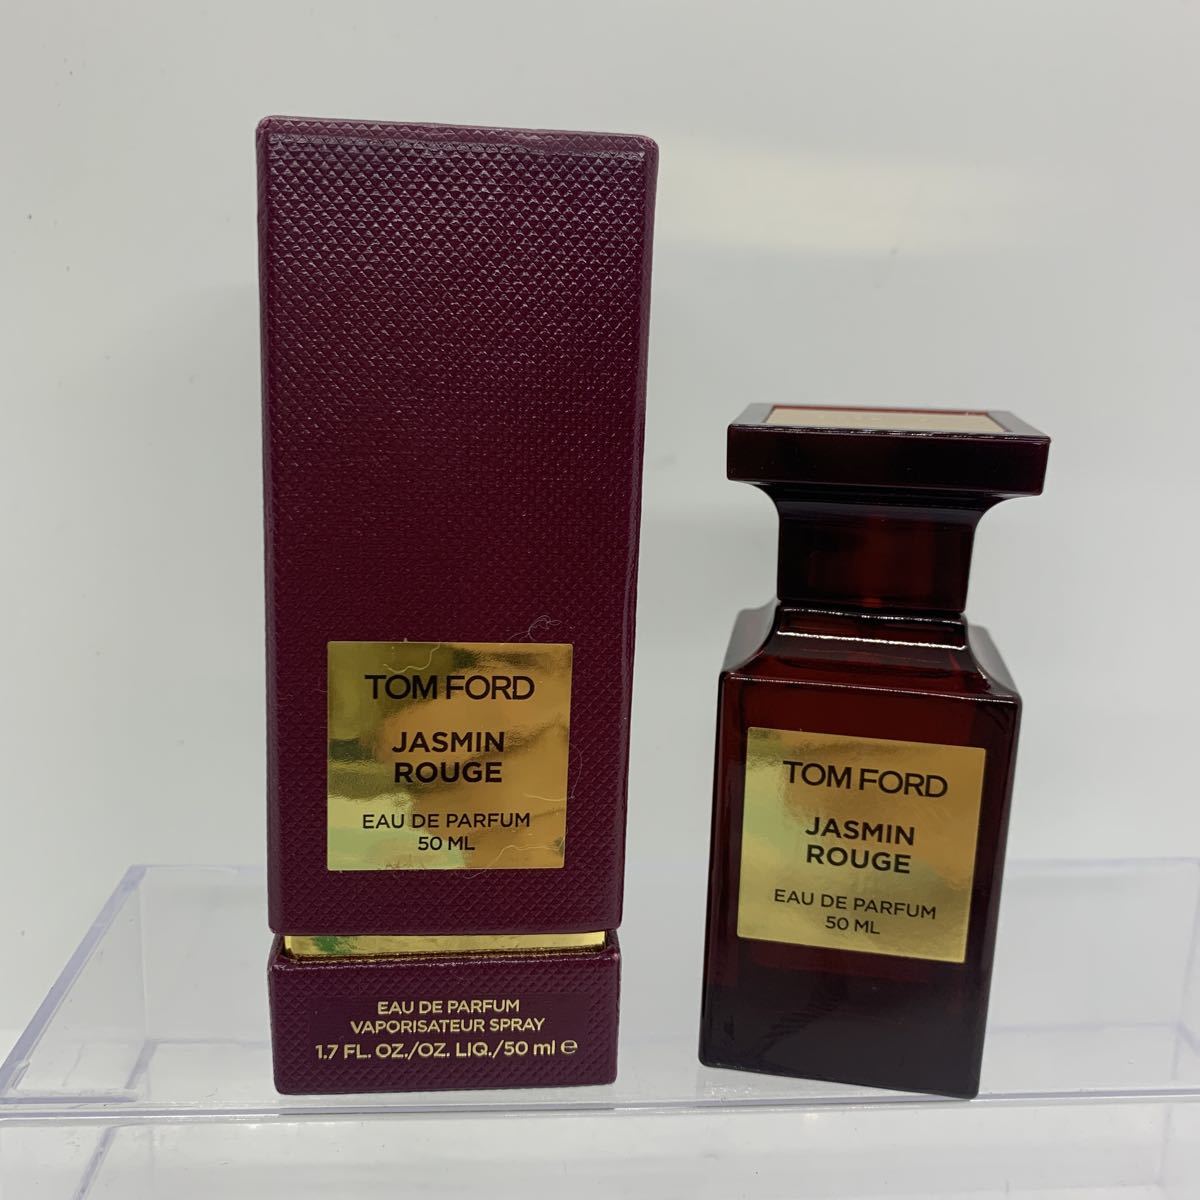 TOM FORD
JASMIN
ROUGE
EAU DE PARFUM
50 ML
EAU DE PARFUM
VAPORISATEUR SPRAY
1.7 FL. OZ./OZ. LIQ./50 ml ℮
TOM FORD
JASMIN
ROUGE
EAU DE PARFUM
50 ML